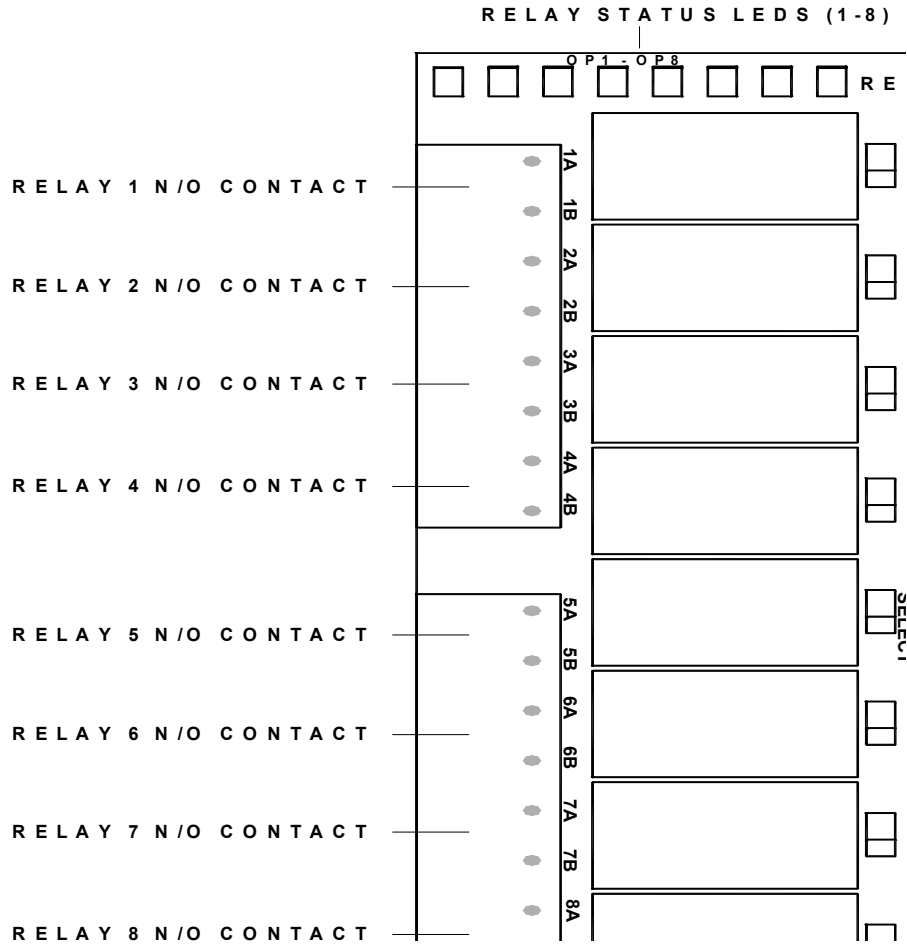 RELAY STATUS LEDS (1-8)
OP1-OP8
RE
1A
RELAY 1 N/O CONTACT
1B
2A
RELAY 2 N/O CONTACT
2B
3A
RELAY 3 N/O CONTACT
3B
4A
RELAY 4 N/O CONTACT
4B
5A
SELECT
RELAY 5 N/O CONTACT
5B
6A
RELAY 6 N/O CONTACT
6B
7A
RELAY 7 N/O CONTACT
7B
8A
RELAY 8 N/O CONTACT